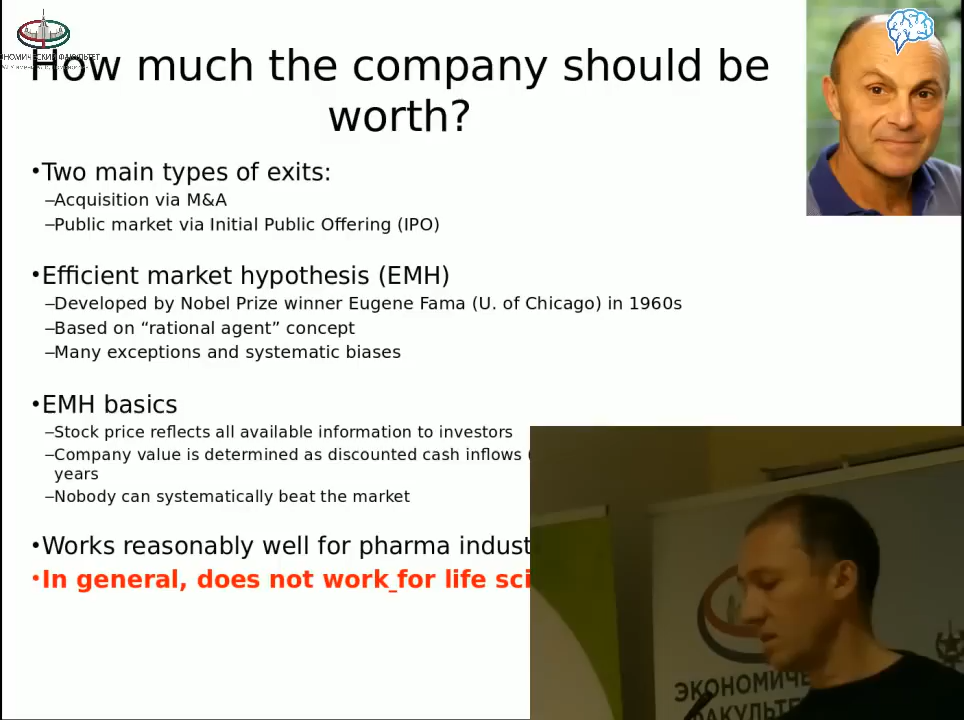 ЭКОНОМИЧЕСКИЙ ФАКУЛЬТЕТ
How much the company should be
worth?
•Two main types of exits:
–Acquisition via M&A
–Public market via Initial Public Offering (IPO)
•Efficient market hypothesis (EMH)
–Developed by Nobel Prize winner Eugene Fama (U. of Chicago) in 1960s
–Based on “rational agent” concept
–Many exceptions and systematic biases
•EMH basics
–Stock price reflects all available information to investors
–Company value is determined as discounted cash inflows
years
–Nobody can systematically beat the market
•Works reasonably well for pharma indust
•In general, does not work for life sci
ЭКОНОМИЧЕ
ФАКУЛЬТЕ